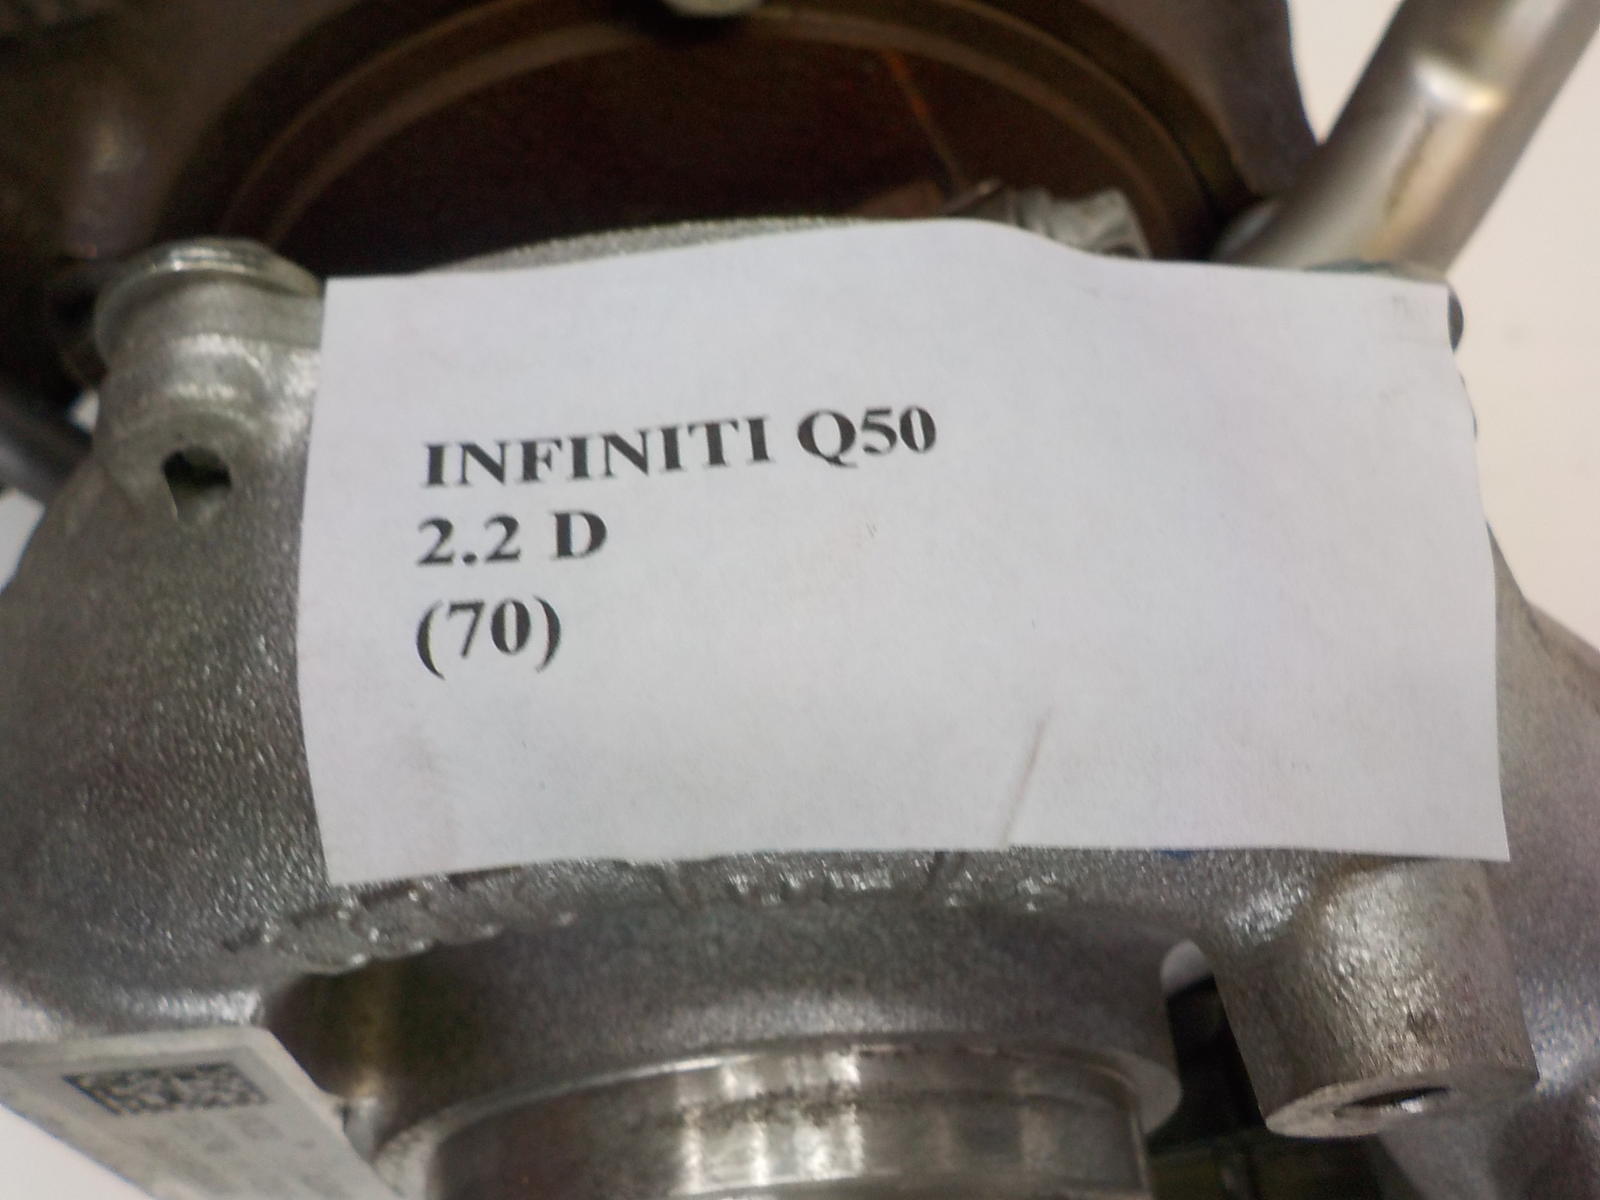 INFINITI Q50
2.2 D
(70)